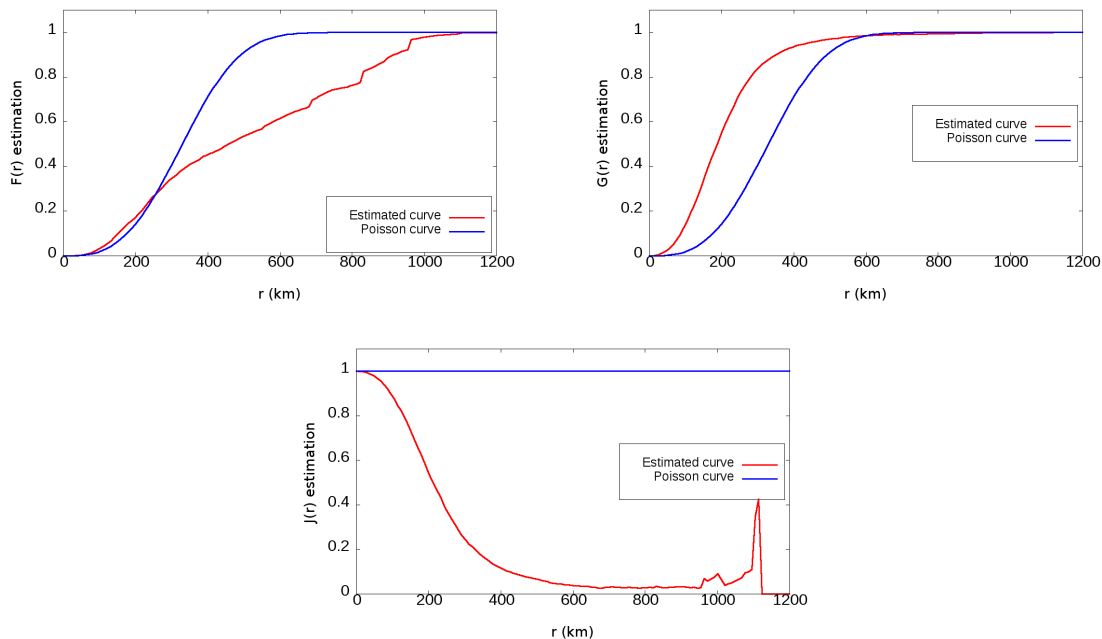 F(r) estimation
1
0.8
0.6
0.4
0.2
0
0 200 400 600 800 1000 1200
r (km)
Estimated curve
Poisson curve
G(r) estimation
1
0.8
0.6
0.4
0.2
0
0 200 400 600 800 1000 1200
r (km)
Estimated curve
Poisson curve
J(r) estimation
1
0.8
0.6
0.4
0.2
0
0 200 400 600 800 1000 1200
r (km)
Estimated curve
Poisson curve